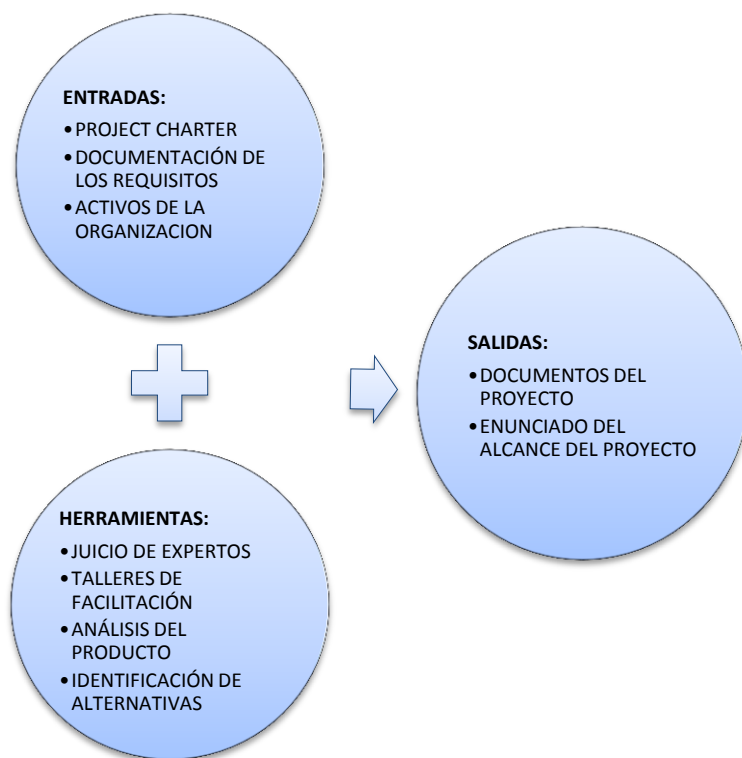 ENTRADAS:
•PROJECT CHARTER
•DOCUMENTACIÓN DE
LOS REQUISITOS
•ACTIVOS DE LA
ORGANIZACION
HERRAMIENTAS:
•JUICIO DE EXPERTOS
•TALLERES DE
FACILITACIÓN
•ANÁLISIS DEL
PRODUCTO
•IDENTIFICACIÓN DE
ALTERNATIVAS
SALIDAS:
•DOCUMENTOS DEL
PROYECTO
•ENUNCIADO DEL
ALCANCE DEL PROYECTO